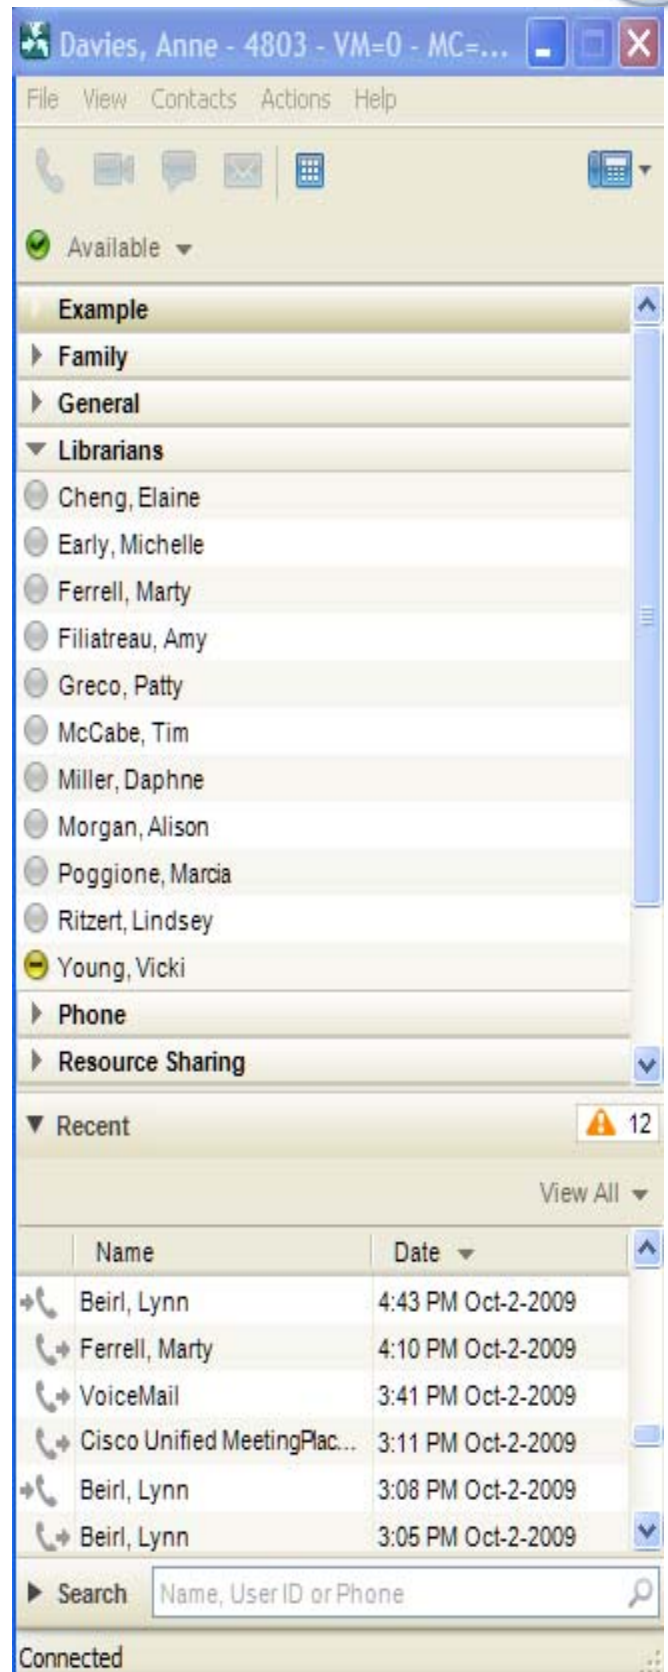 Davies, Anne - 4803 - VM=0 - MC=...
File View Contacts Actions Help
Available
Example
Family
General
Librarians
Cheng, Elaine
Early, Michelle
Ferrell, Marty
Filiatreau, Amy
Greco, Patty
McCabe, Tim
Miller, Daphne
Morgan, Alison
Poggione, Marcia
Ritzert, Lindsey
Young, Vicki
Phone
Resource Sharing
Recent 12
View All
Name Date
Beirl, Lynn 4:43 PM Oct-2-2009
Ferrell, Marty 4:10 PM Oct-2-2009
VoiceMail 3:41 PM Oct-2-2009
Cisco Unified MeetingPlac... 3:11 PM Oct-2-2009
Beirl, Lynn 3:08 PM Oct-2-2009
Beirl, Lynn 3:05 PM Oct-2-2009
Search Name, User ID or Phone
Connected